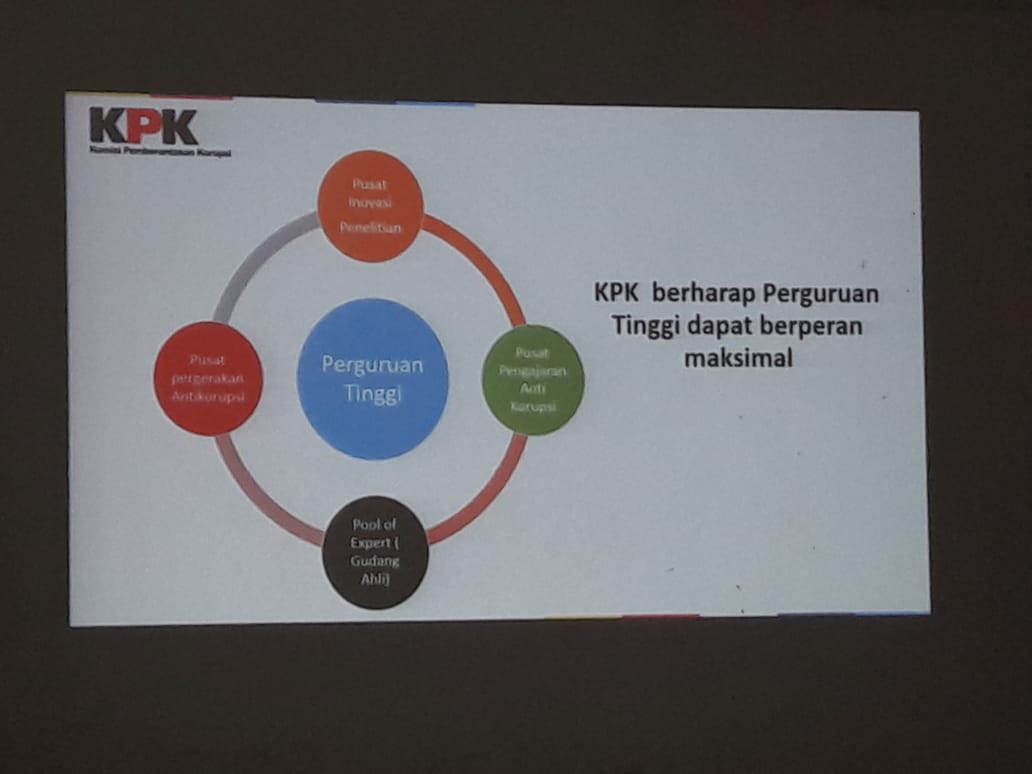 KPK
Komisi Pemberantasan Korupsi
Pusat
Inovasi
Penelitian
Perguruan
Tinggi
Pusat
Pengajaran
Anti
Korupsi
Pool of
Expert (
Gudang
Ahli)
Pusat
pergerakan
Antikorupsi
KPK berharap Perguruan
Tinggi dapat berperan
maksimal